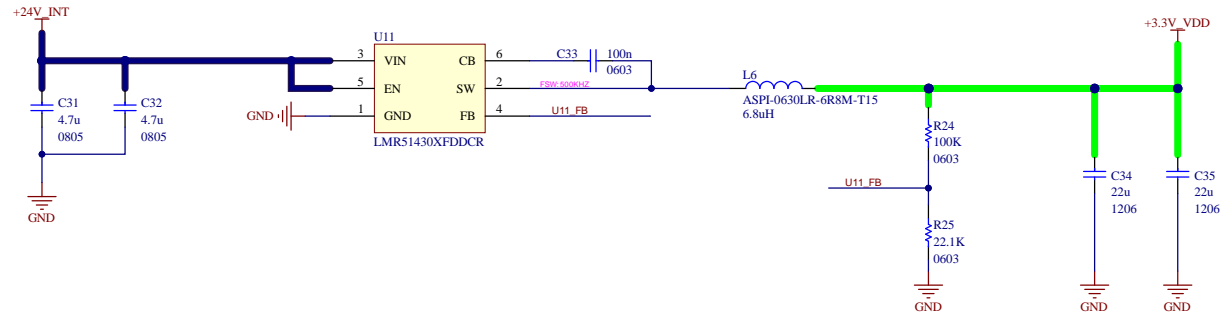 +24V_INT
C31
4.7u
0805
C32
4.7u
0805
GND
U11
3 VIN CB 6
5 EN SW 2
1 GND FB 4
LMR51430XFDDCR
GND
C33 100n
0603
FSW:500KHZ
U11_FB
L6
ASPI-0630LR-6R8M-T15
6.8uH
+3.3V_VDD
R24
100K
0603
U11_FB
R25
22.1K
0603
GND
C34
22u
1206
GND
C35
22u
1206
GND